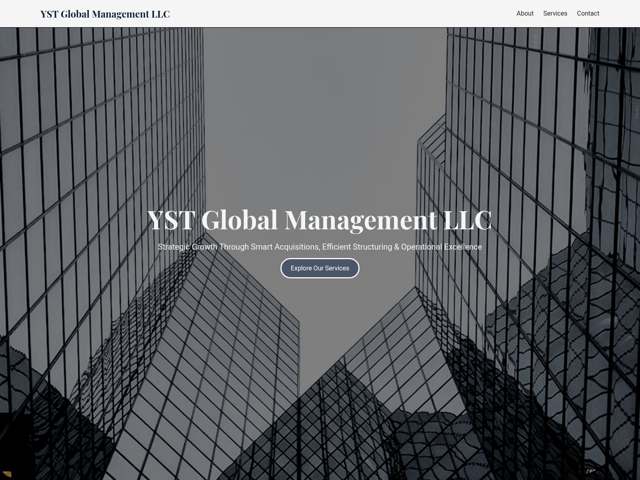 YST Global Management LLC
About
Services
Contact
YST Global Management LLC
Strategic Growth Through Smart Acquisitions, Efficient Structuring & Operational Excellence
Explore Our Services